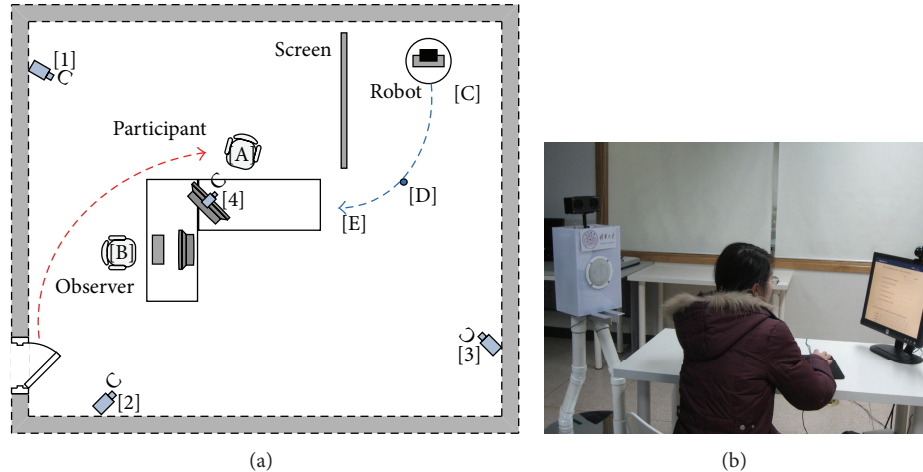 [1]
Screen
Robot
[C]
Participant
[A]
[4]
[D]
[E]
[B]
Observer
[3]
[2]
(a)
(b)